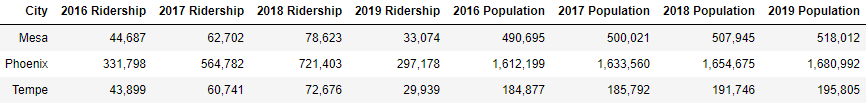 City 2016 Ridership 2017 Ridership 2018 Ridership 2019 Ridership 2016 Population 2017 Population 2018 Population 2019 Population
Mesa 44,687 62,702 78,623 33,074 490,695 500,021 507,945 518,012
Phoenix 331,798 564,782 721,403 297,178 1,612,199 1,633,560 1,654,675 1,680,992
Tempe 43,899 60,741 72,676 29,939 184,877 185,792 191,746 195,805